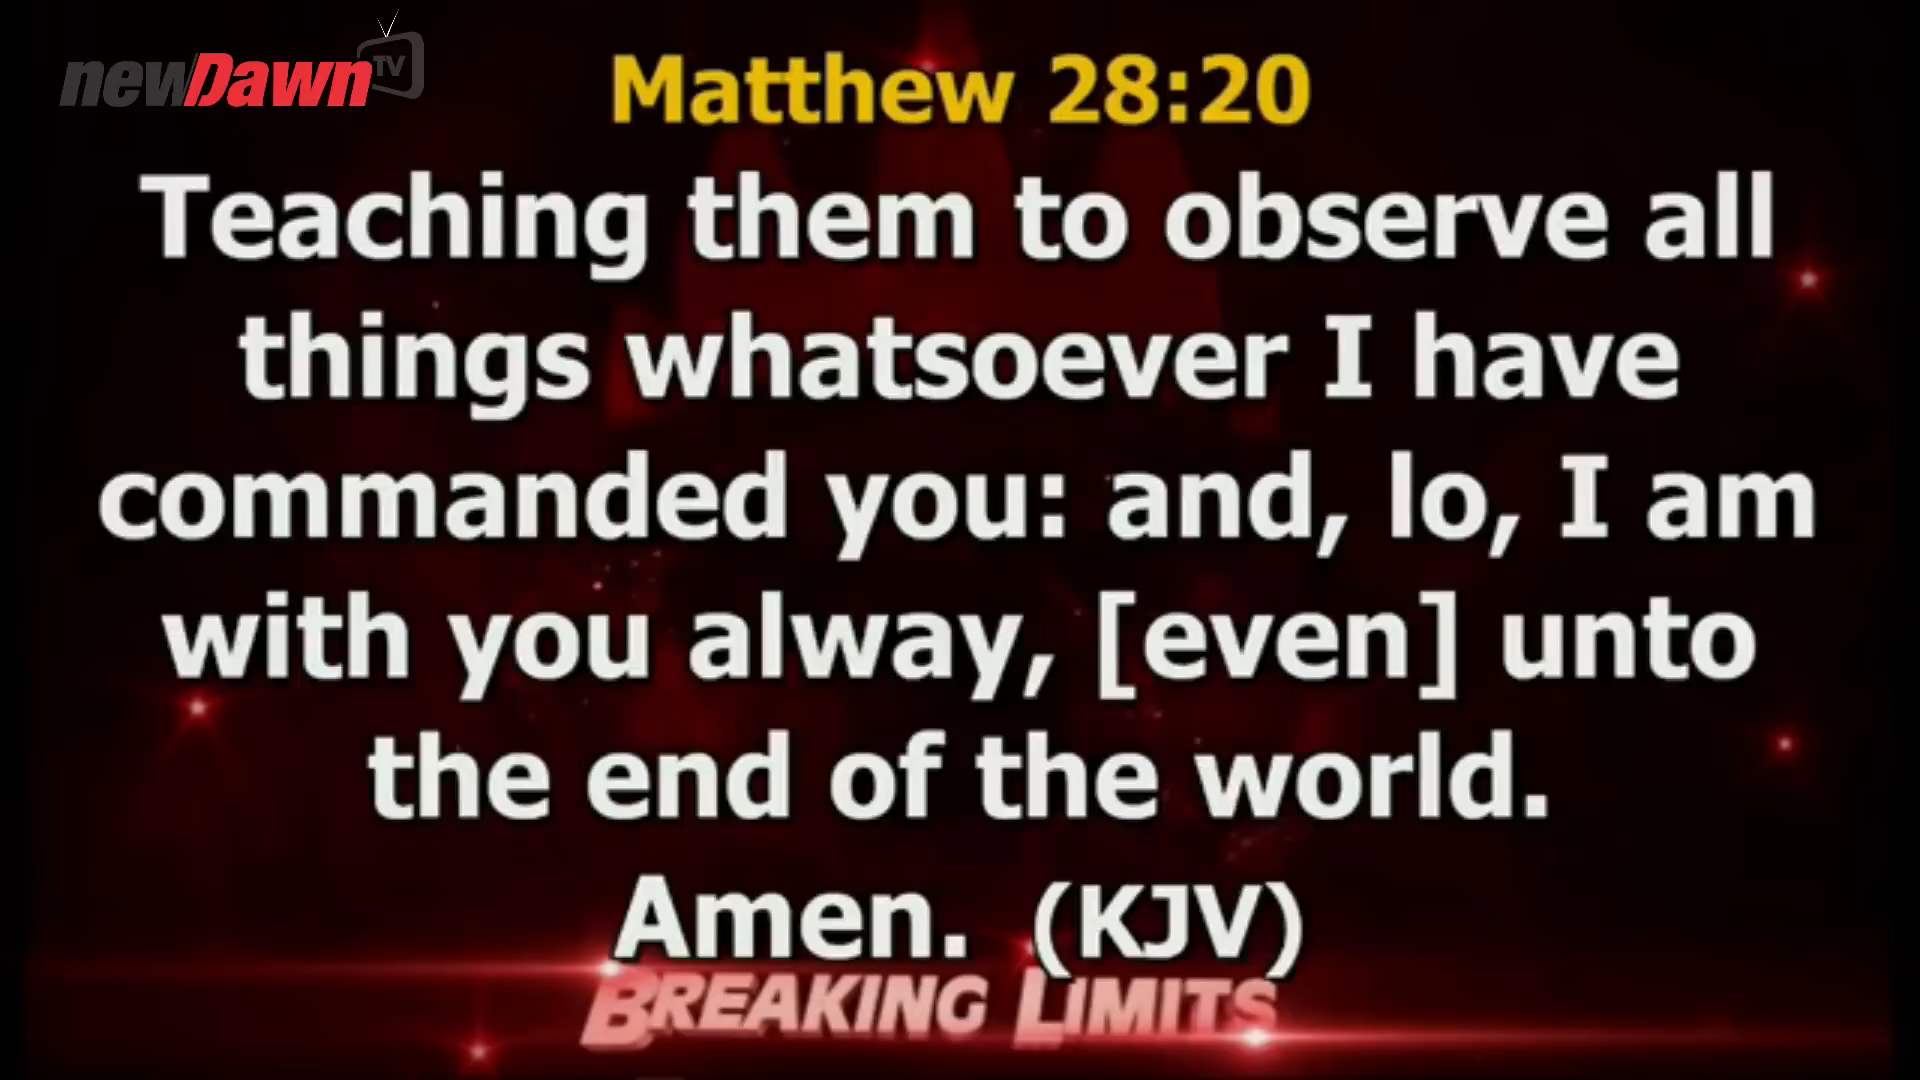 newDawn TV
Matthew 28:20
Teaching them to observe all
things whatsoever I have
commanded you: and, lo, I am
with you alway, [even] unto
the end of the world.
Amen. (KJV)
BREAKING LIMITS